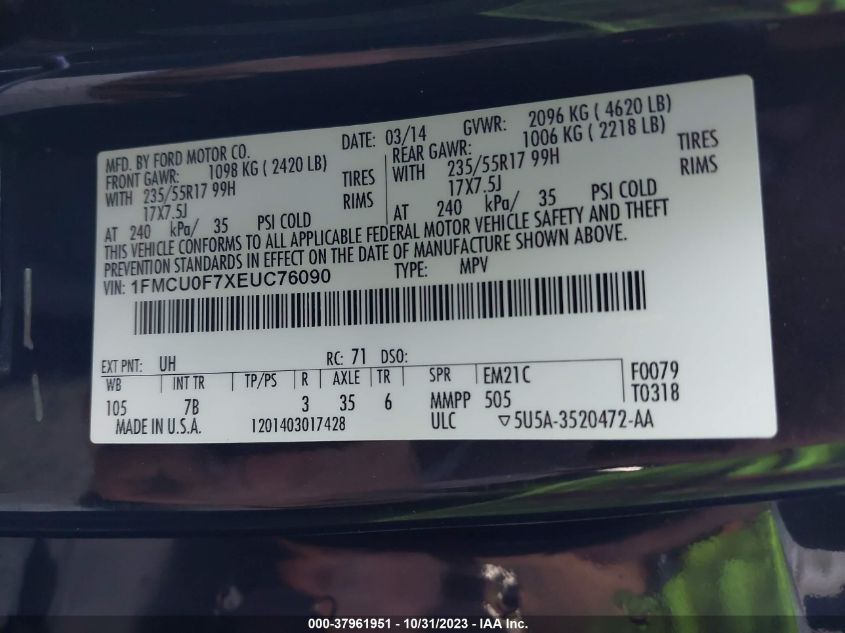 MFD. BY FORD MOTOR CO. DATE: 03/14 GVWR: 2096 KG ( 4620 LB)
FRONT GAWR: 1098 KG ( 2420 LB) REAR GAWR: 1006 KG ( 2218 LB)
WITH 235/55R17 99H TIRES WITH 235/55R17 99H TIRES
17X7.5J RIMS 17X7.5J RIMS
AT 240 kPa/ 35 PSI COLD AT 240 kPa/ 35 PSI COLD
THIS VEHICLE CONFORMS TO ALL APPLICABLE FEDERAL MOTOR VEHICLE SAFETY AND THEFT
PREVENTION STANDARDS IN EFFECT ON THE DATE OF MANUFACTURE SHOWN ABOVE.
VIN: 1FMCU0F7XEUC76090 TYPE: MPV
EXT PNT: UH RC: 71 DSO:
WB INT TR TP/PS R AXLE TR SPR EM21C F0079
105 7B 3 35 6 MMPP 505 T0318
MADE IN U.S.A. 1201403017428 ULC ▽5U5A-3520472-AA
000-37961951 - 10/31/2023 - IAA Inc.